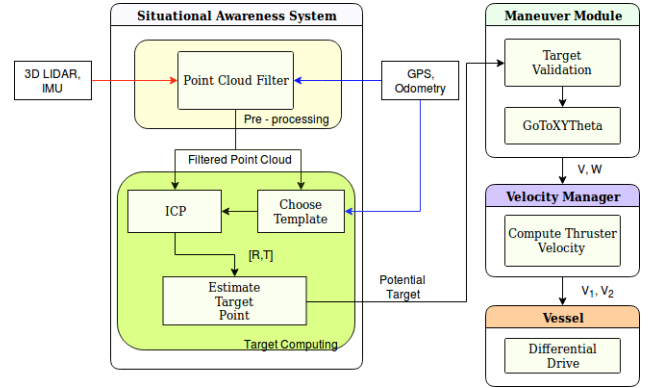 Situational Awareness System
Maneuver Module
3D LIDAR,
IMU
Point Cloud Filter
Pre - processing
GPS,
Odometry
Target
Validation
GoToXYTheta
Filtered Point Cloud
V, W
ICP
Choose
Template
Velocity Manager
Compute Thruster
Velocity
[R,T]
Estimate
Target
Point
Potential
Target
V1, V2
Target Computing
Vessel
Differential
Drive